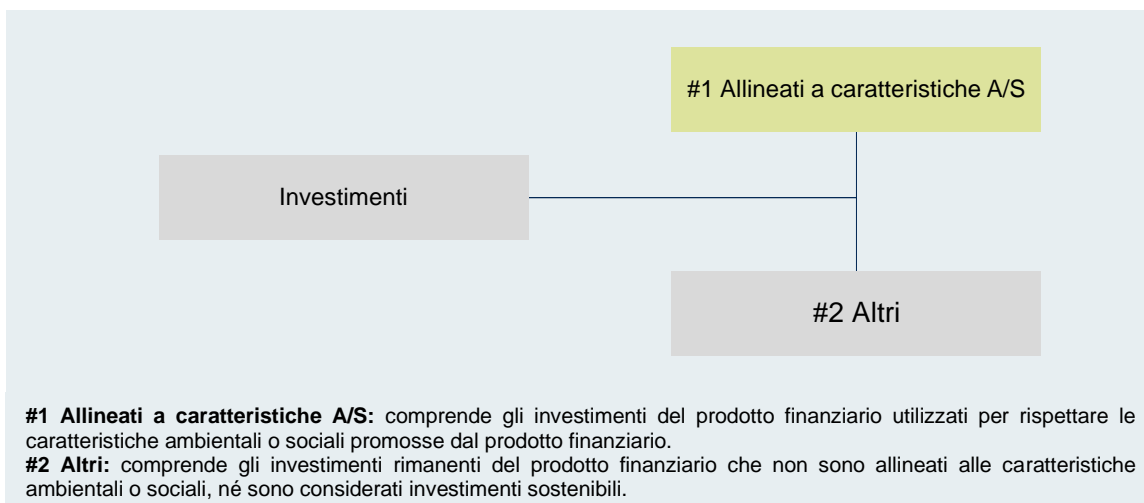 #1 Allineati a caratteristiche A/S
Investimenti
#2 Altri
#1 Allineati a caratteristiche A/S: comprende gli investimenti del prodotto finanziario utilizzati per rispettare le
caratteristiche ambientali o sociali promosse dal prodotto finanziario.
#2 Altri: comprende gli investimenti rimanenti del prodotto finanziario che non sono allineati alle caratteristiche
ambientali o sociali, né sono considerati investimenti sostenibili.